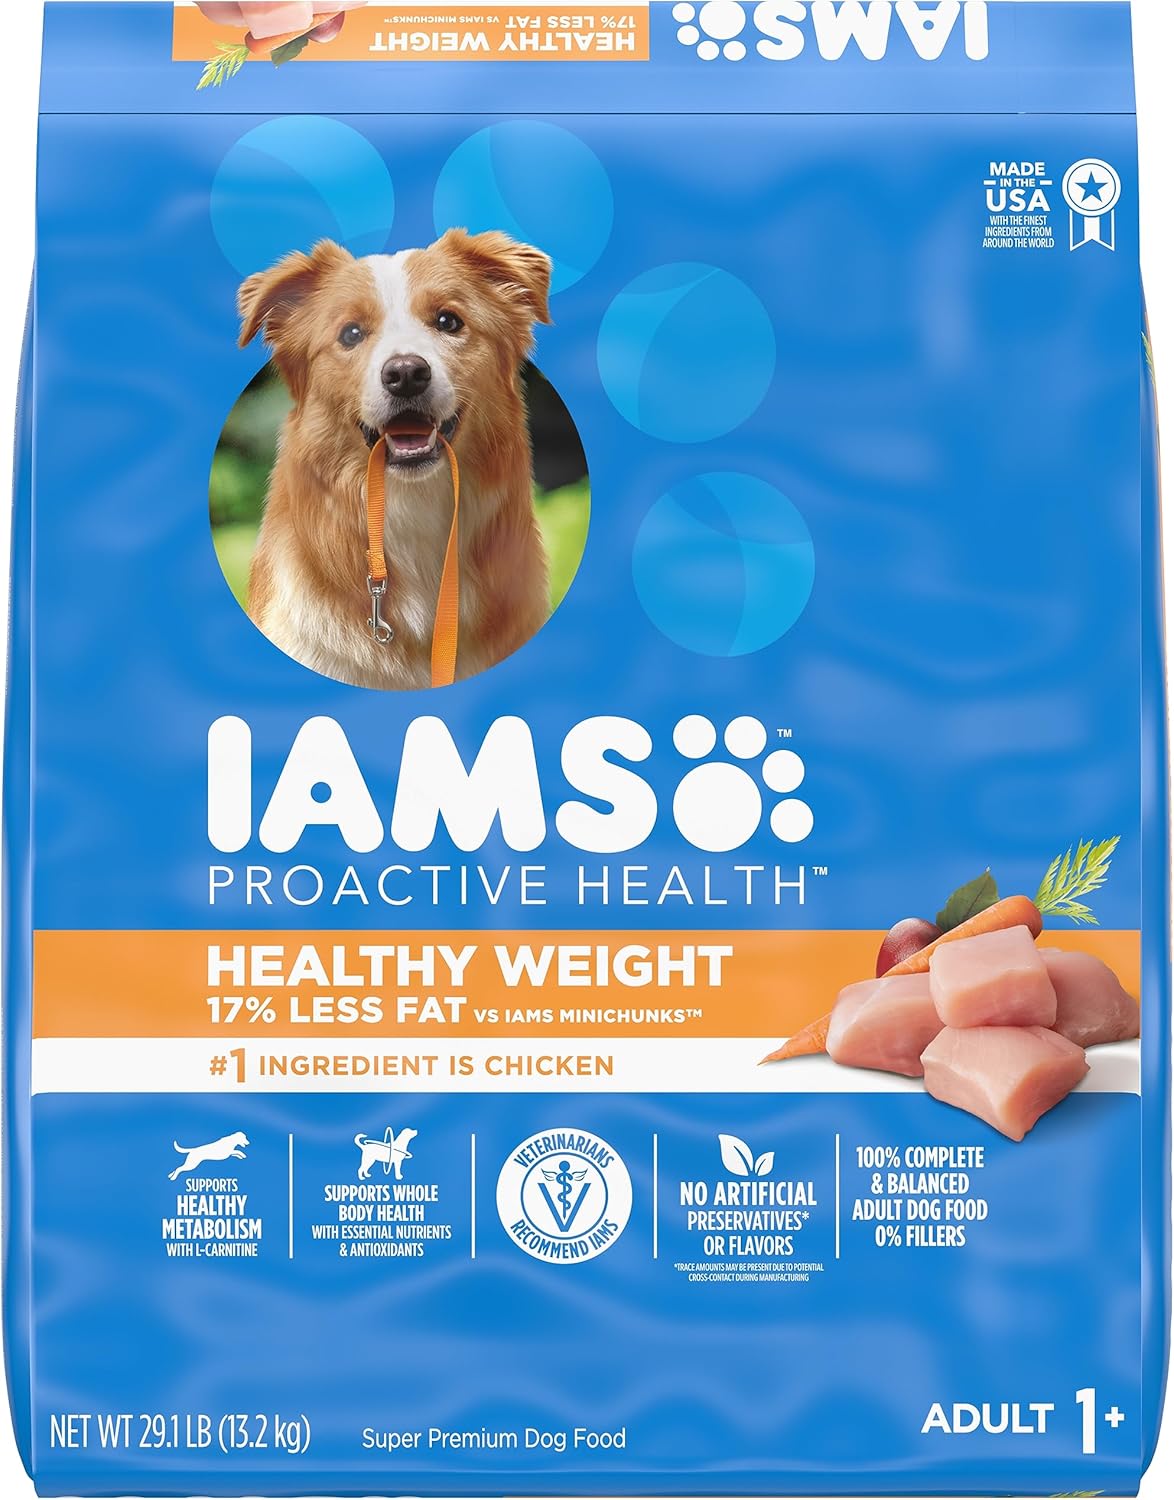 HEALTHY WEIGHT
17% LESS FAT VS IAMS MINICHUNKS™
IAMS
MADE
IN THE
USA
WITH THE FINEST
INGREDIENTS FROM
AROUND THE WORLD
IAMS™
PROACTIVE HEALTH™
HEALTHY WEIGHT
17% LESS FAT VS IAMS MINICHUNKS™
#1 INGREDIENT IS CHICKEN
SUPPORTS
HEALTHY
METABOLISM
WITH L-CARNITINE
SUPPORTS WHOLE
BODY HEALTH
WITH ESSENTIAL NUTRIENTS
& ANTIOXIDANTS
VETERINARIANS
V
RECOMMEND IAMS
NO ARTIFICIAL
PRESERVATIVES*
OR FLAVORS
*TRACE AMOUNTS MAY BE PRESENT DUE TO POTENTIAL
CROSS-CONTACT DURING MANUFACTURING
100% COMPLETE
& BALANCED
ADULT DOG FOOD
0% FILLERS
NET WT 29.1 LB (13.2 kg)
Super Premium Dog Food
ADULT 1+